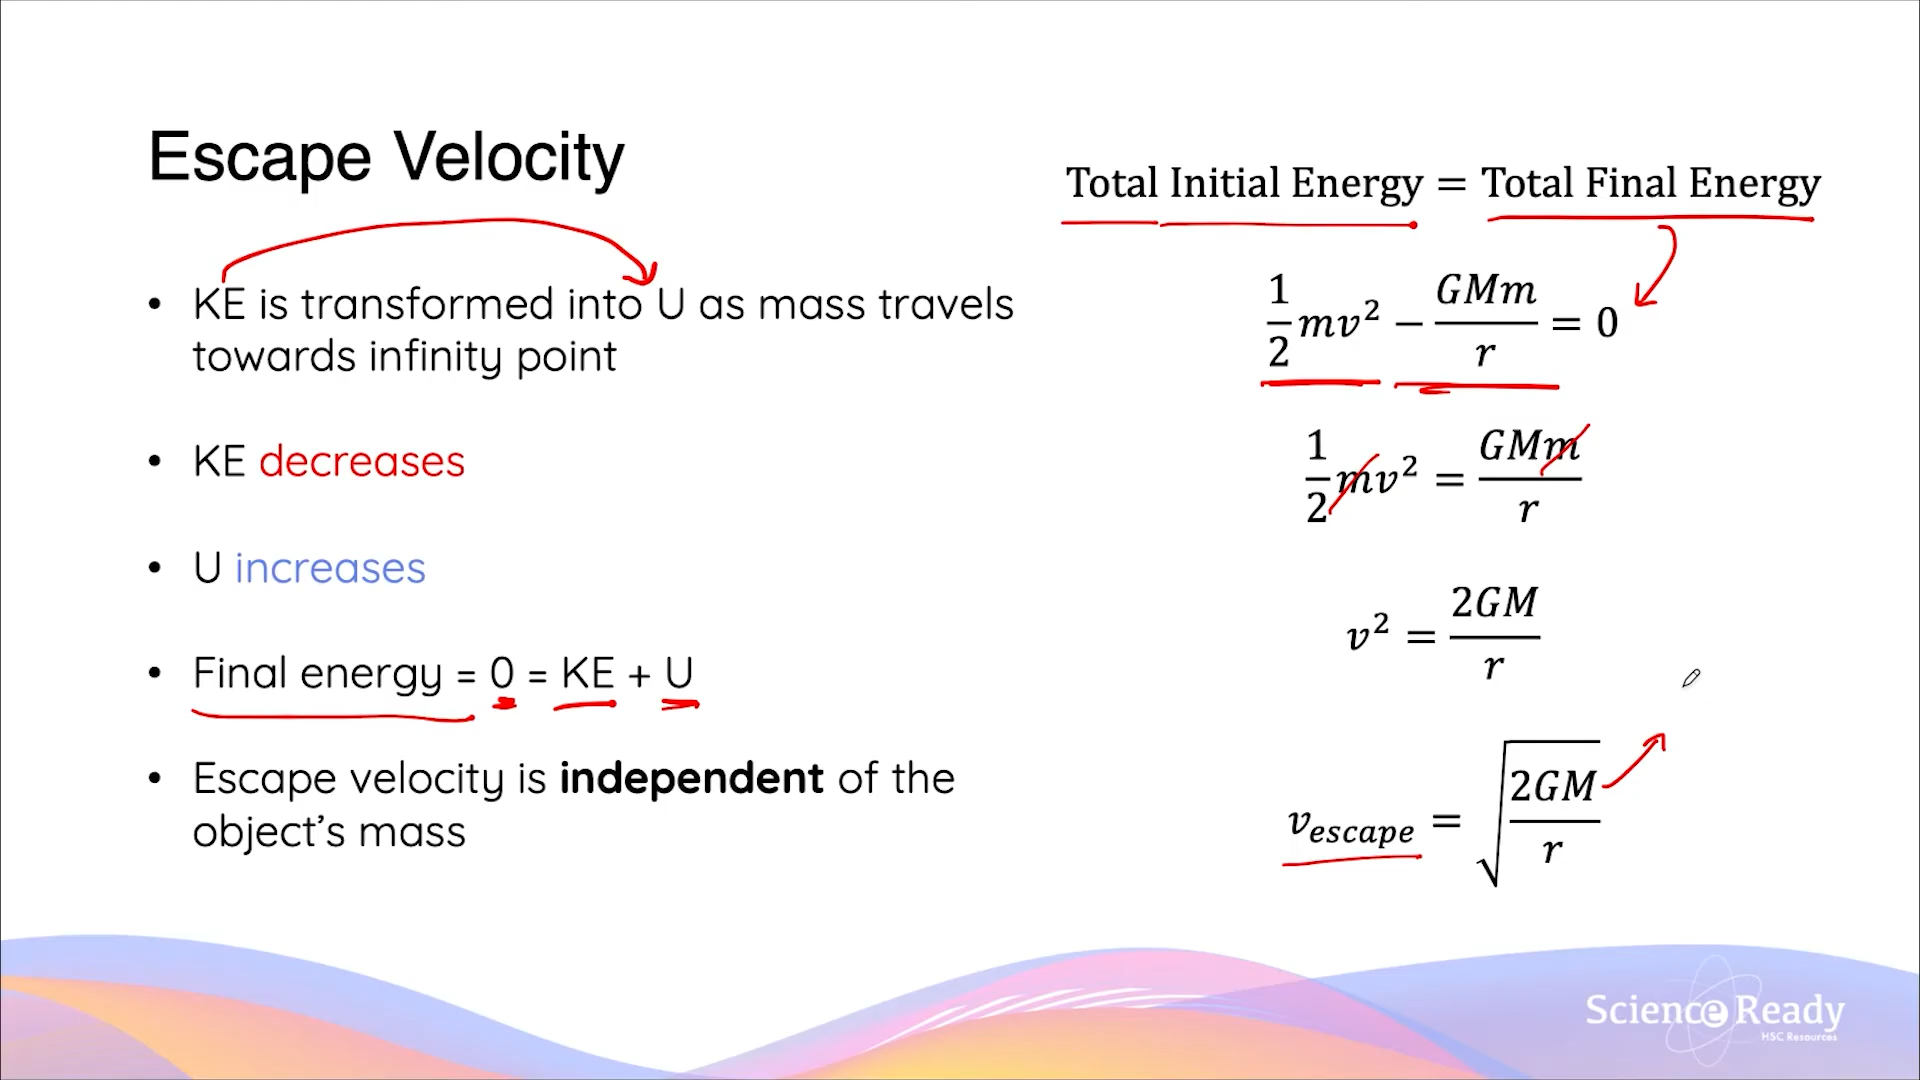 Escape Velocity
• KE is transformed into U as mass travels
towards infinity point
• KE decreases
• U increases
• Final energy = 0 = KE + U
• Escape velocity is independent of the
object’s mass
Total Initial Energy = Total Final Energy
1/2 mv² − GMm/r = 0
1/2 mv² = GMm/r
v² = 2GM/r
v_escape = √(2GM/r)
Science Ready
HSC Resources